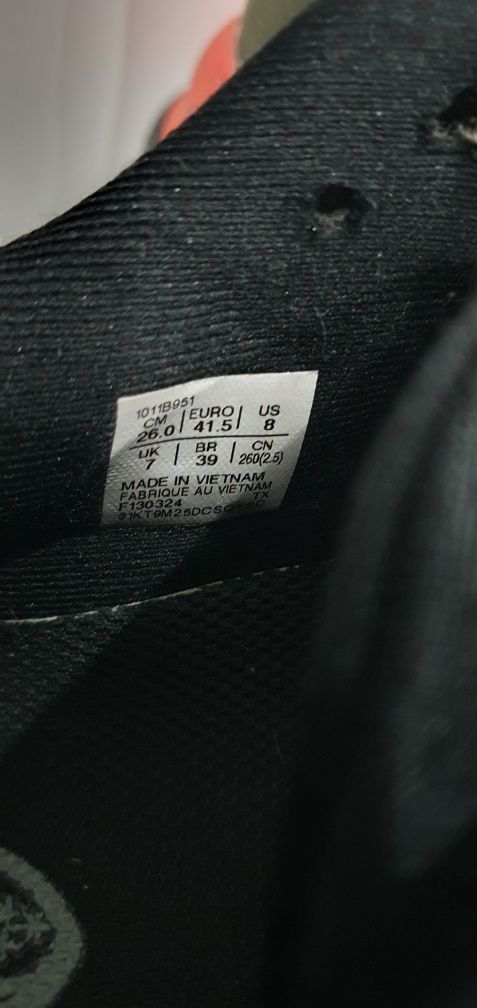 1011B951
CM | EURO | US
26.0 | 41.5 | 8
UK | BR | CN
7 | 39 | 260(2.5)
MADE IN VIETNAM
FABRIQUE AU VIETNAM
F130324 TX